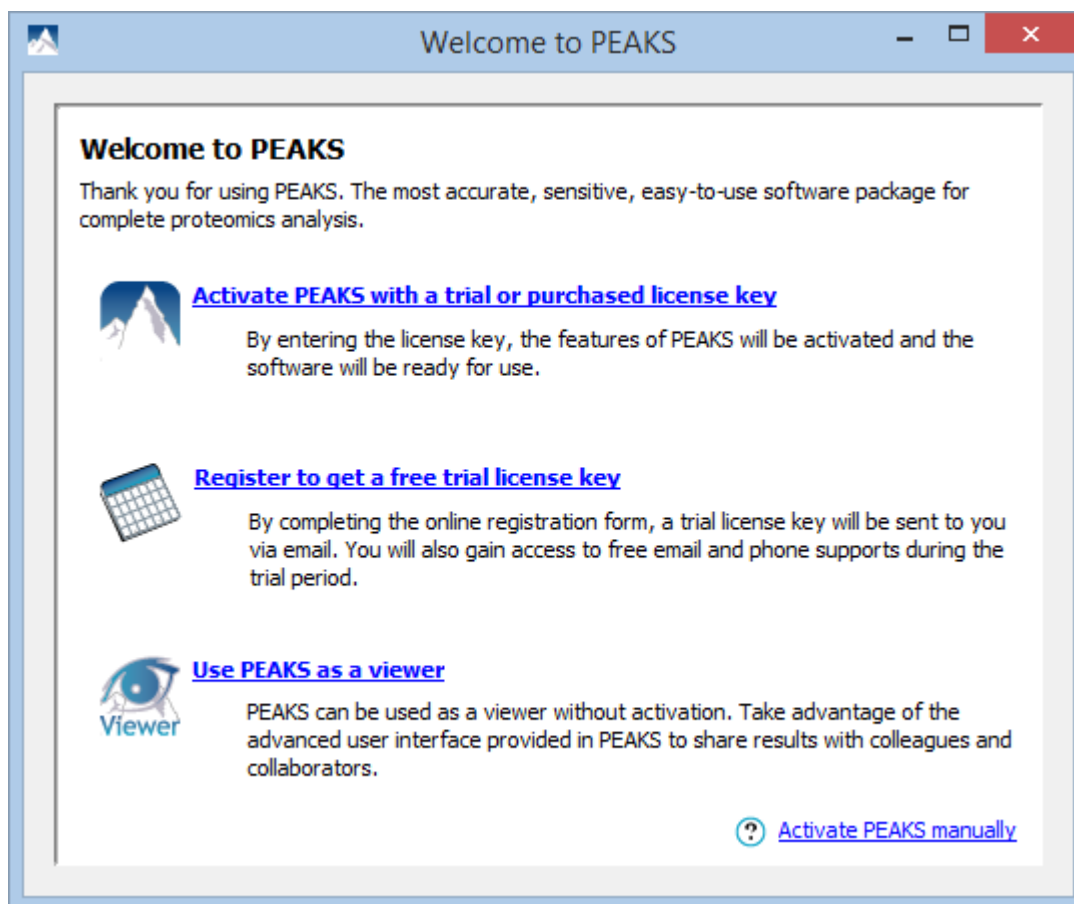 Welcome to PEAKS
Welcome to PEAKS
Thank you for using PEAKS. The most accurate, sensitive, easy-to-use software package for
complete proteomics analysis.
Activate PEAKS with a trial or purchased license key
By entering the license key, the features of PEAKS will be activated and the
software will be ready for use.
Register to get a free trial license key
By completing the online registration form, a trial license key will be sent to you
via email. You will also gain access to free email and phone supports during the
trial period.
Use PEAKS as a viewer
Viewer
PEAKS can be used as a viewer without activation. Take advantage of the
advanced user interface provided in PEAKS to share results with colleagues and
collaborators.
? Activate PEAKS manually